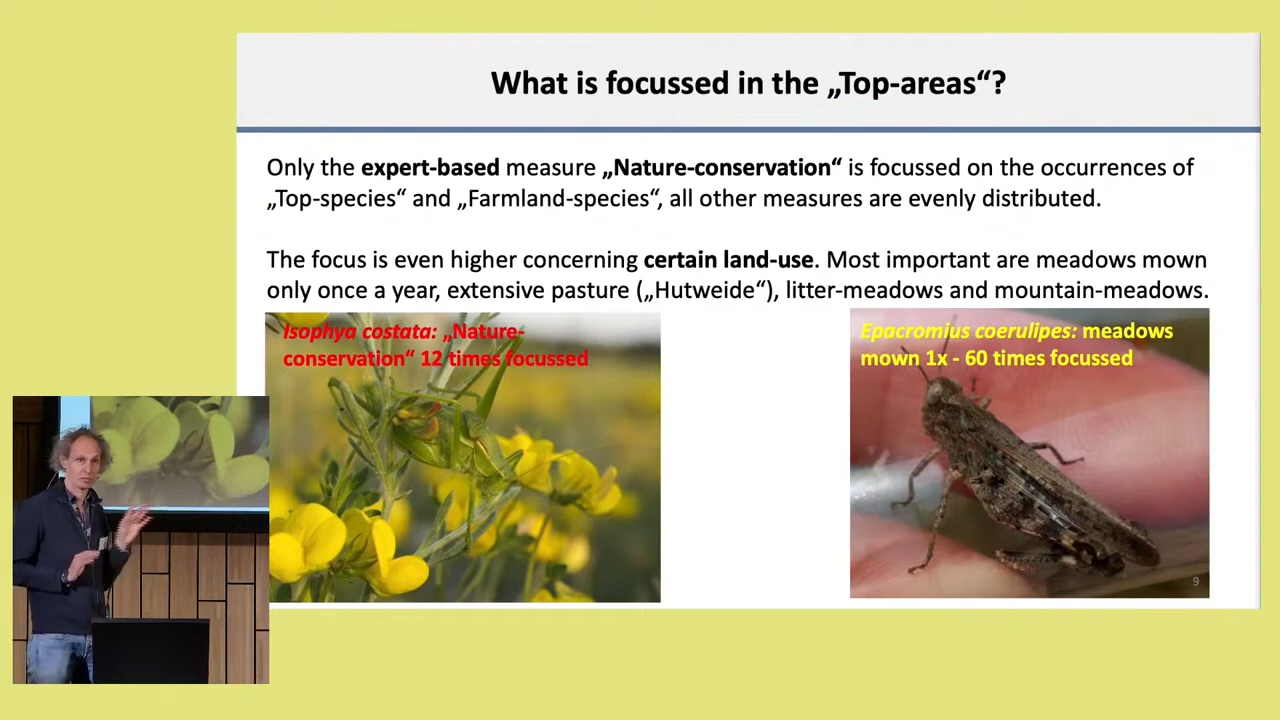 What is focussed in the „Top-areas“?
Only the expert-based measure „Nature-conservation“ is focussed on the occurrences of
„Top-species“ and „Farmland-species“, all other measures are evenly distributed.
The focus is even higher concerning certain land-use. Most important are meadows mown
only once a year, extensive pasture („Hutweide“), litter-meadows and mountain-meadows.
Isophya costata: „Nature-
conservation“ 12 times focussed
Epacromius coerulipes: meadows
mown 1x - 60 times focussed
9